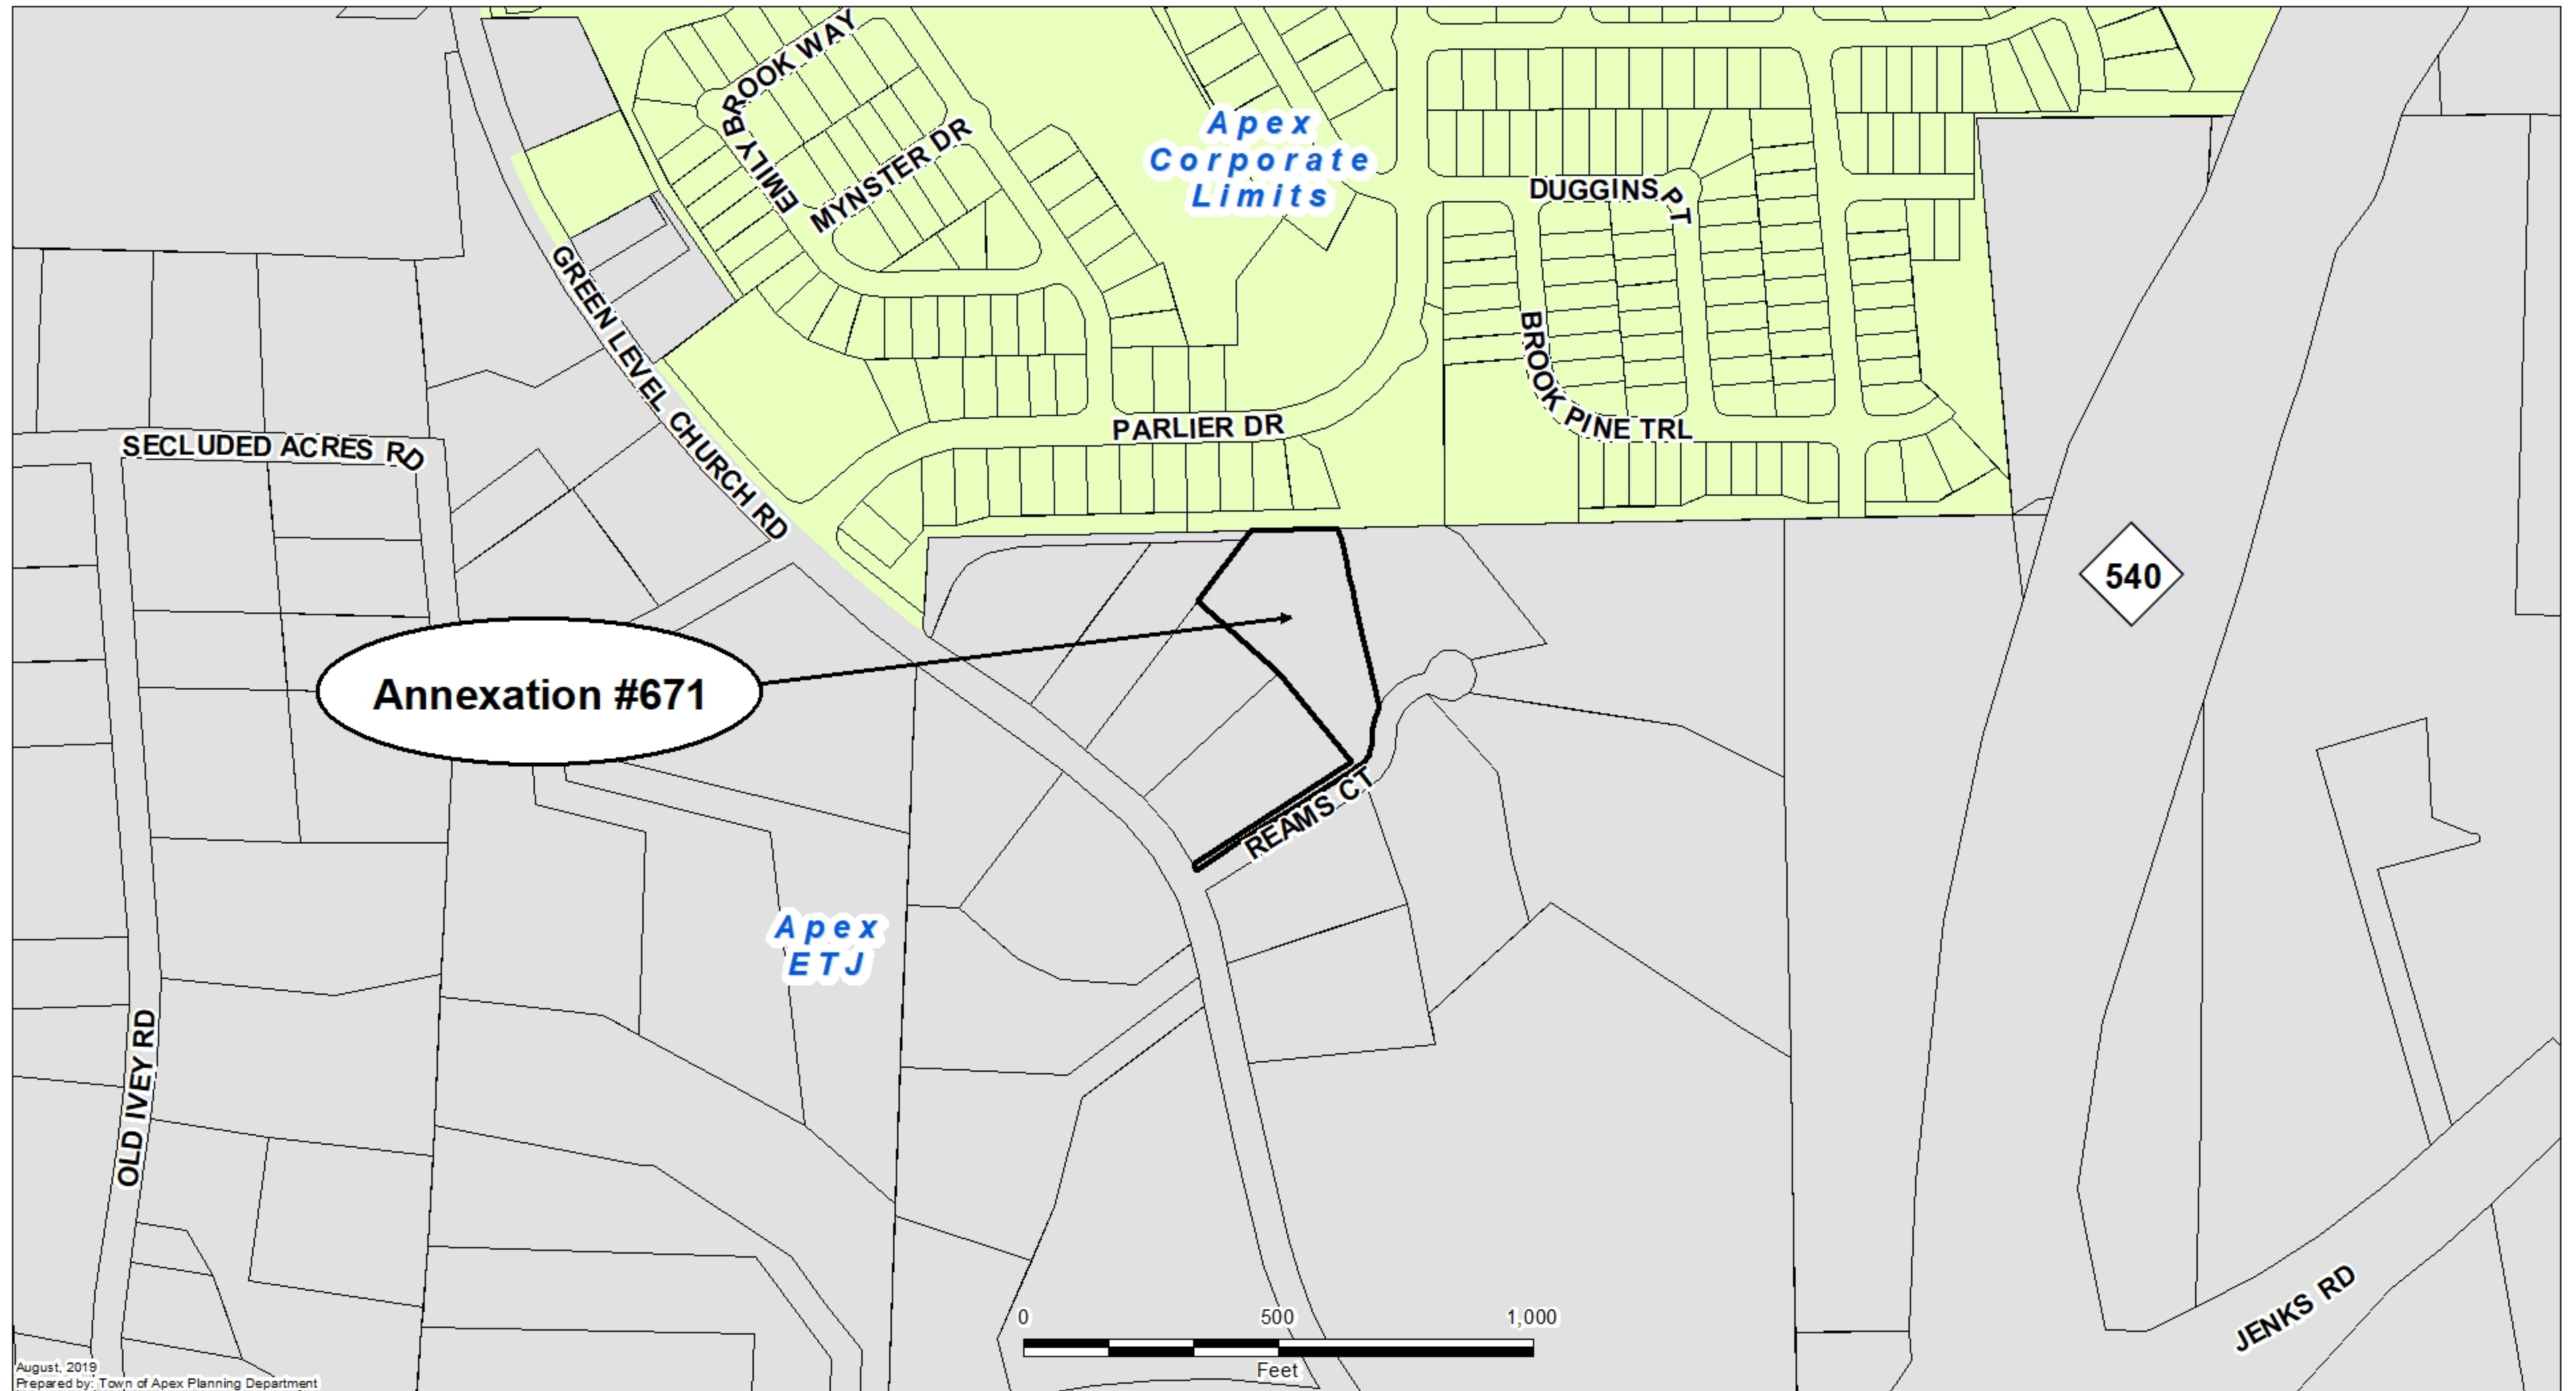 EMILY BROOK WAY
MYNSTER DR
Apex
Corporate
Limits
DUGGINS PT
GREEN LEVEL CHURCH RD
BROOK PINE TRL
PARLIER DR
SECLUDED ACRES RD
540
Annexation #671
REAMS CT
Apex
ETJ
OLD IVEY RD
JENKS RD
0 500 1,000
Feet
August, 2019
Prepared by: Town of Apex Planning Department